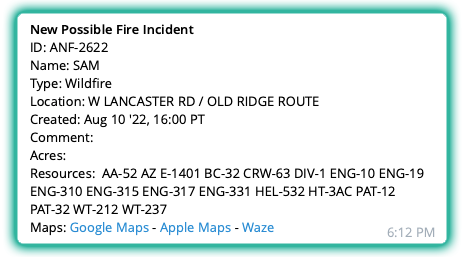 New Possible Fire Incident
ID: ANF-2622
Name: SAM
Type: Wildfire
Location: W LANCASTER RD / OLD RIDGE ROUTE
Created: Aug 10 '22, 16:00 PT
Comment:
Acres:
Resources:  AA-52 AZ E-1401 BC-32 CRW-63 DIV-1 ENG-10 ENG-19
ENG-310 ENG-315 ENG-317 ENG-331 HEL-532 HT-3AC PAT-12
PAT-32 WT-212 WT-237
Maps: Google Maps - Apple Maps - Waze
6:12 PM